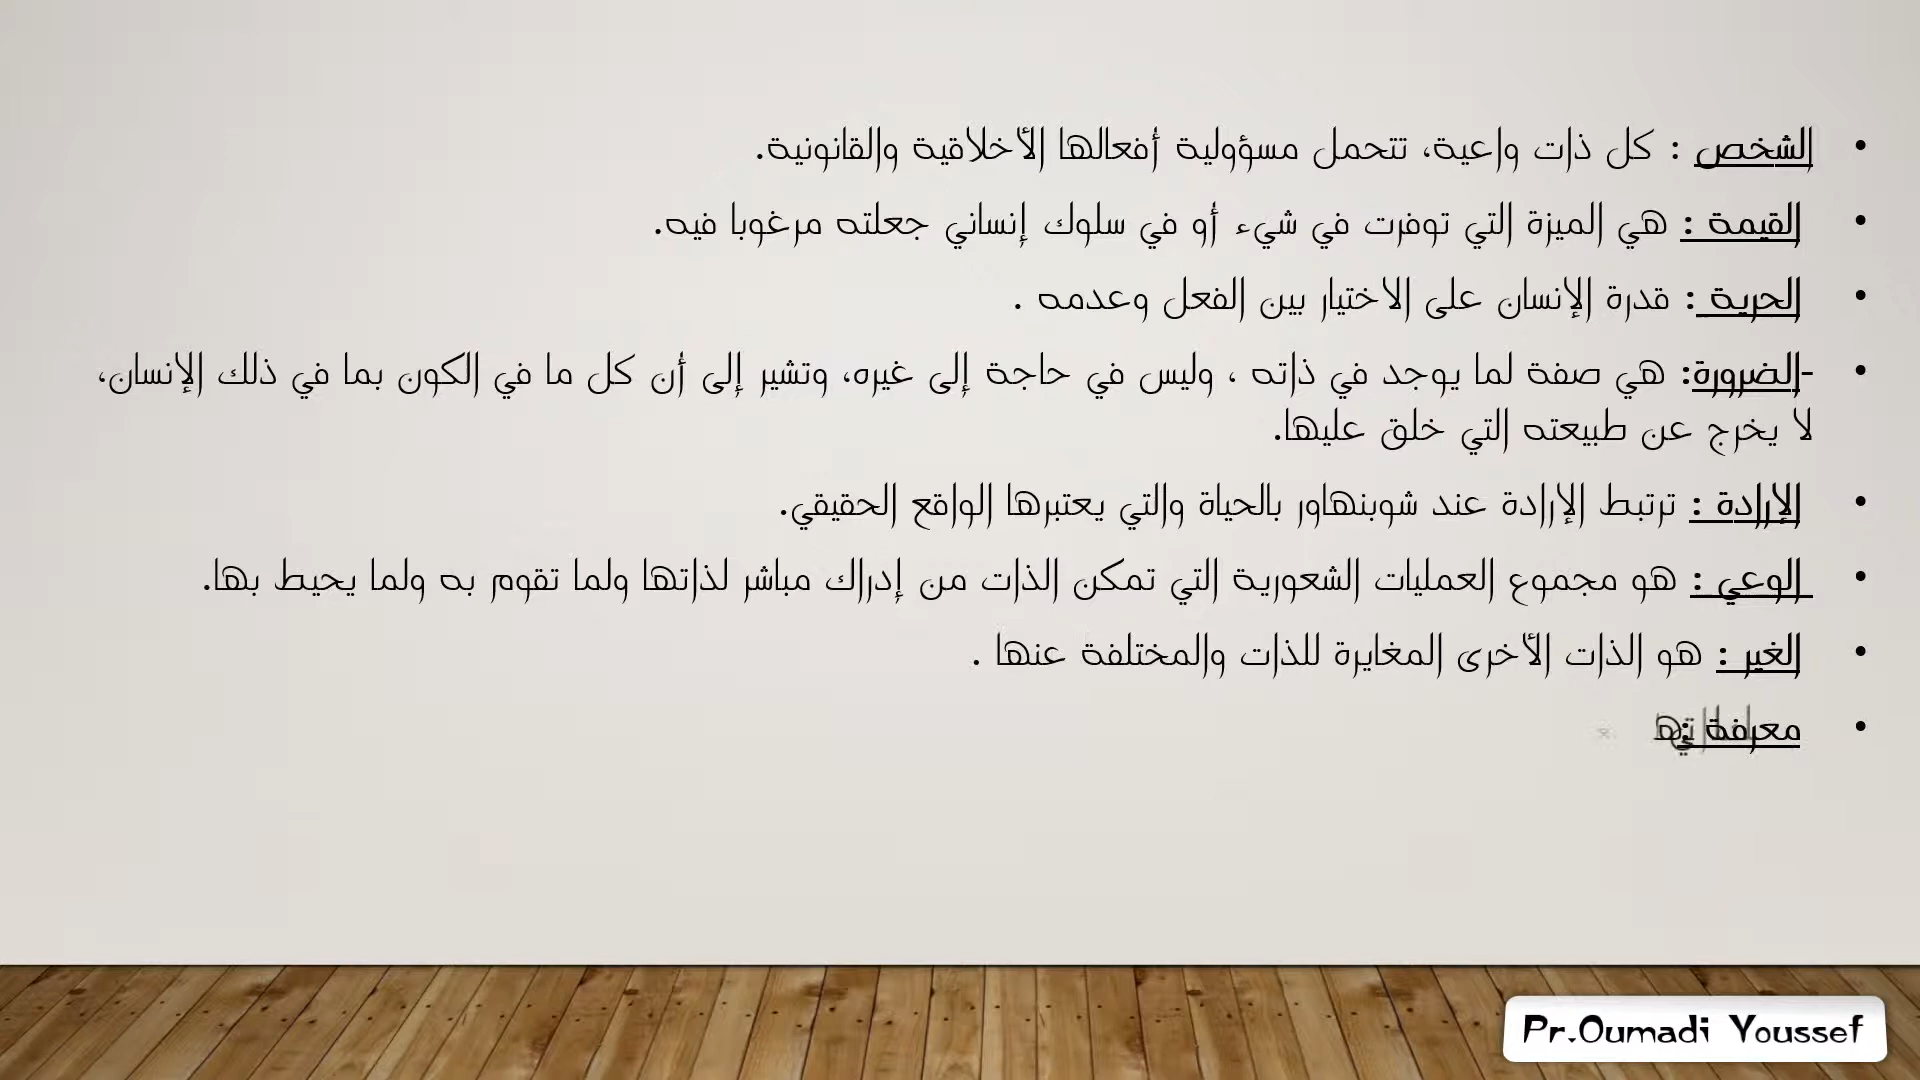 • الشخص : كل ذات واعية، تتحمل مسؤولية أفعالها الأخلاقية والقانونية.
• القيمة : هي الميزة التي توفرت في شيء أو في سلوك إنساني جعلته مرغوبا فيه.
• الحرية : قدرة الإنسان على الاختيار بين الفعل وعدمه .
• -الضرورة: هي صفة لما يوجد في ذاته ، وليس في حاجة إلى غيره، وتشير إلى أن كل ما في الكون بما في ذلك الإنسان،
لا يخرج عن طبيعته التي خلق عليها.
• الإرادة : ترتبط الإرادة عند شوبنهاور بالحياة والتي يعتبرها الواقع الحقيقي.
• الوعي : هو مجموع العمليات الشعورية التي تمكن الذات من إدراك مباشر لذاتها ولما تقوم به ولما يحيط بها.
• الغير : هو الذات الأخرى المغايرة للذات والمختلفة عنها .
• معرفة
Pr.Oumadi Youssef